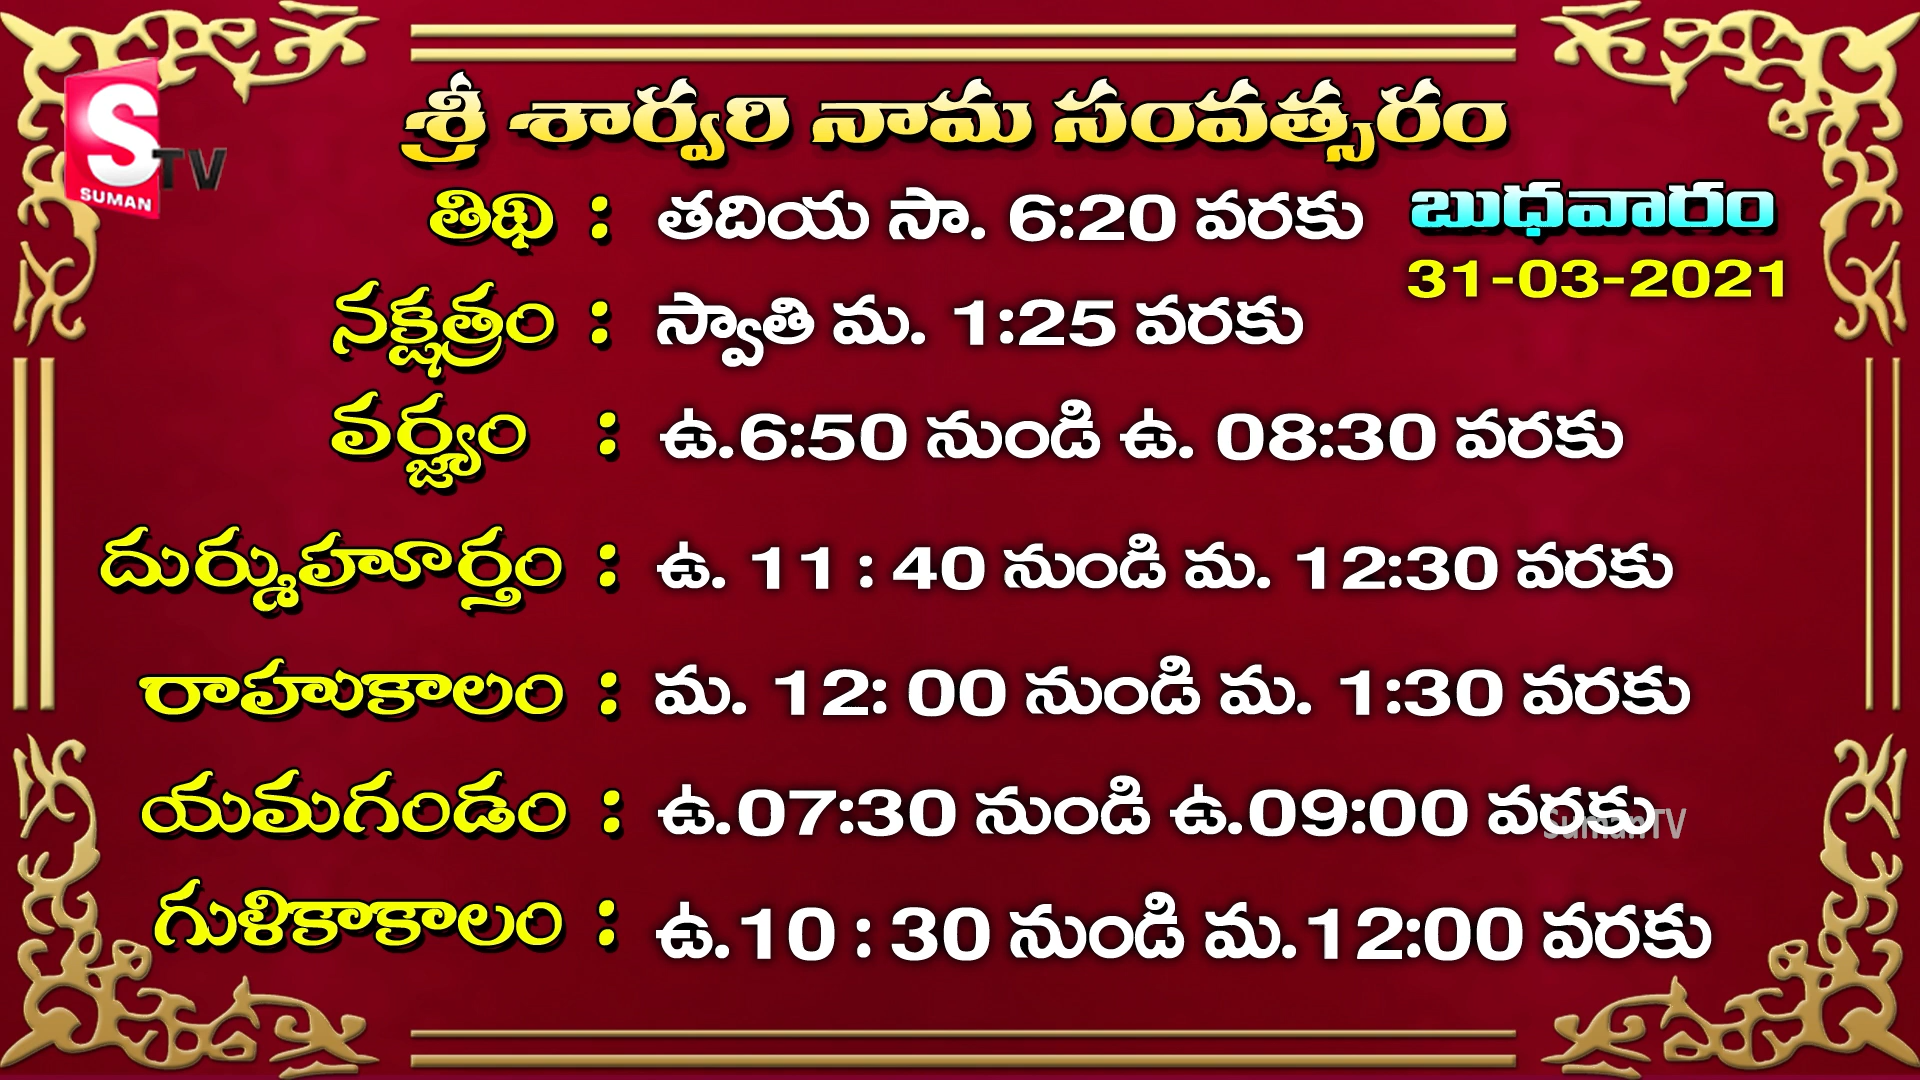 S
TV
SUMAN
శ్రీ శార్వరి నామ సంవత్సరం
తిథి : తదియ సా. 6:20 వరకు
బుధవారం
31-03-2021
నక్షత్రం : స్వాతి మ. 1:25 వరకు
వర్జ్యం : ఉ.6:50 నుండి ఉ. 08:30 వరకు
దుర్ముహూర్తం : ఉ. 11 : 40 నుండి మ. 12:30 వరకు
రాహుకాలం : మ. 12: 00 నుండి మ. 1:30 వరకు
యమగండం : ఉ.07:30 నుండి ఉ.09:00 వరకు
SumanTV
గుళికాకాలం : ఉ.10 : 30 నుండి మ.12:00 వరకు